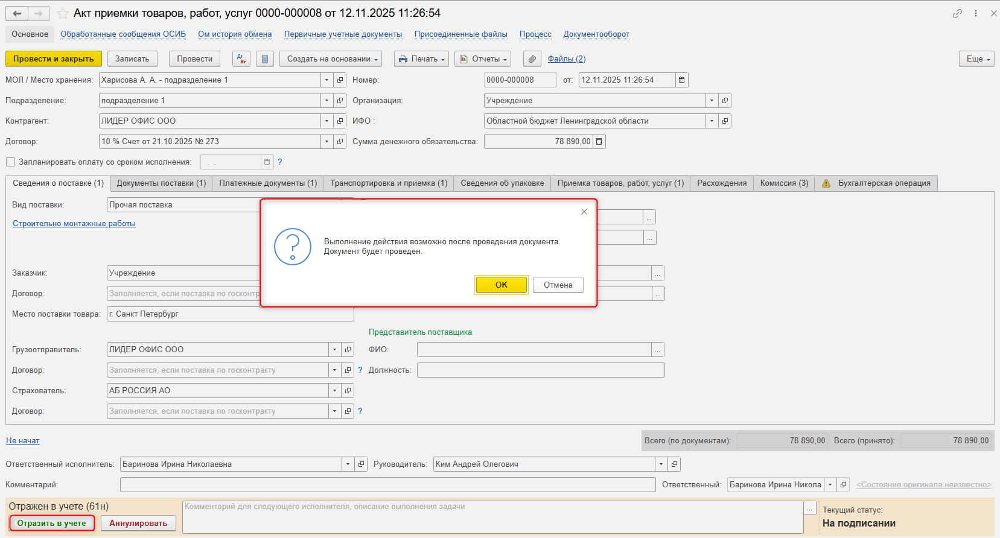 Акт приемки товаров, работ, услуг 0000-000008 от 12.11.2025 11:26:54
Основное Обработанные сообщения ОСИБ Ом история обмена Первичные учетные документы Присоединенные файлы Процесс Документооборот
Провести и закрыть Записать Провести Дт Кт Создать на основании Печать Отчеты Файлы (2) Еще
МОЛ / Место хранения: Харисова А. А. - подразделение 1 Номер: 0000-000008 от: 12.11.2025 11:26:54
Подразделение: подразделение 1 Организация: Учреждение
Контрагент: ЛИДЕР ОФИС ООО ИФО : Областной бюджет Ленинградской области
Договор: 10 % Счет от 21.10.2025 № 273 Сумма денежного обязательства: 78 890,00
Запланировать оплату со сроком исполнения: . . ?
Сведения о поставке (1) Документы поставки (1) Платежные документы (1) Транспортировка и приемка (1) Сведения об упаковке Приемка товаров, работ, услуг (1) Расхождения Комиссия (3) Бухгалтерская операция
Вид поставки: Прочая поставка
Строительно монтажные работы
Выполнение действия возможно после проведения документа.
Документ будет проведен.
OK Отмена
Заказчик: Учреждение
Договор: Заполняется, если поставка по госконтр
Место поставки товара: г. Санкт Петербург
Представитель поставщика
Грузоотправитель: ЛИДЕР ОФИС ООО ФИО:
Договор: Заполняется, если поставка по госконтракту ? Должность:
Страхователь: АБ РОССИЯ АО
Договор: Заполняется, если поставка по госконтракту ?
Не начат Всего (по документам): 78 890,00 Всего (принято): 78 890,00
Ответственный исполнитель: Баринова Ирина Николаевна Руководитель: Ким Андрей Олегович
Комментарий: Ответственный: Баринова Ирина Никола <Состояние оригинала неизвестно>
Отражен в учете (61н) Комментарий для следующего исполнителя, описание выполнения задачи
Текущий статус:
Отразить в учете Аннулировать На подписании